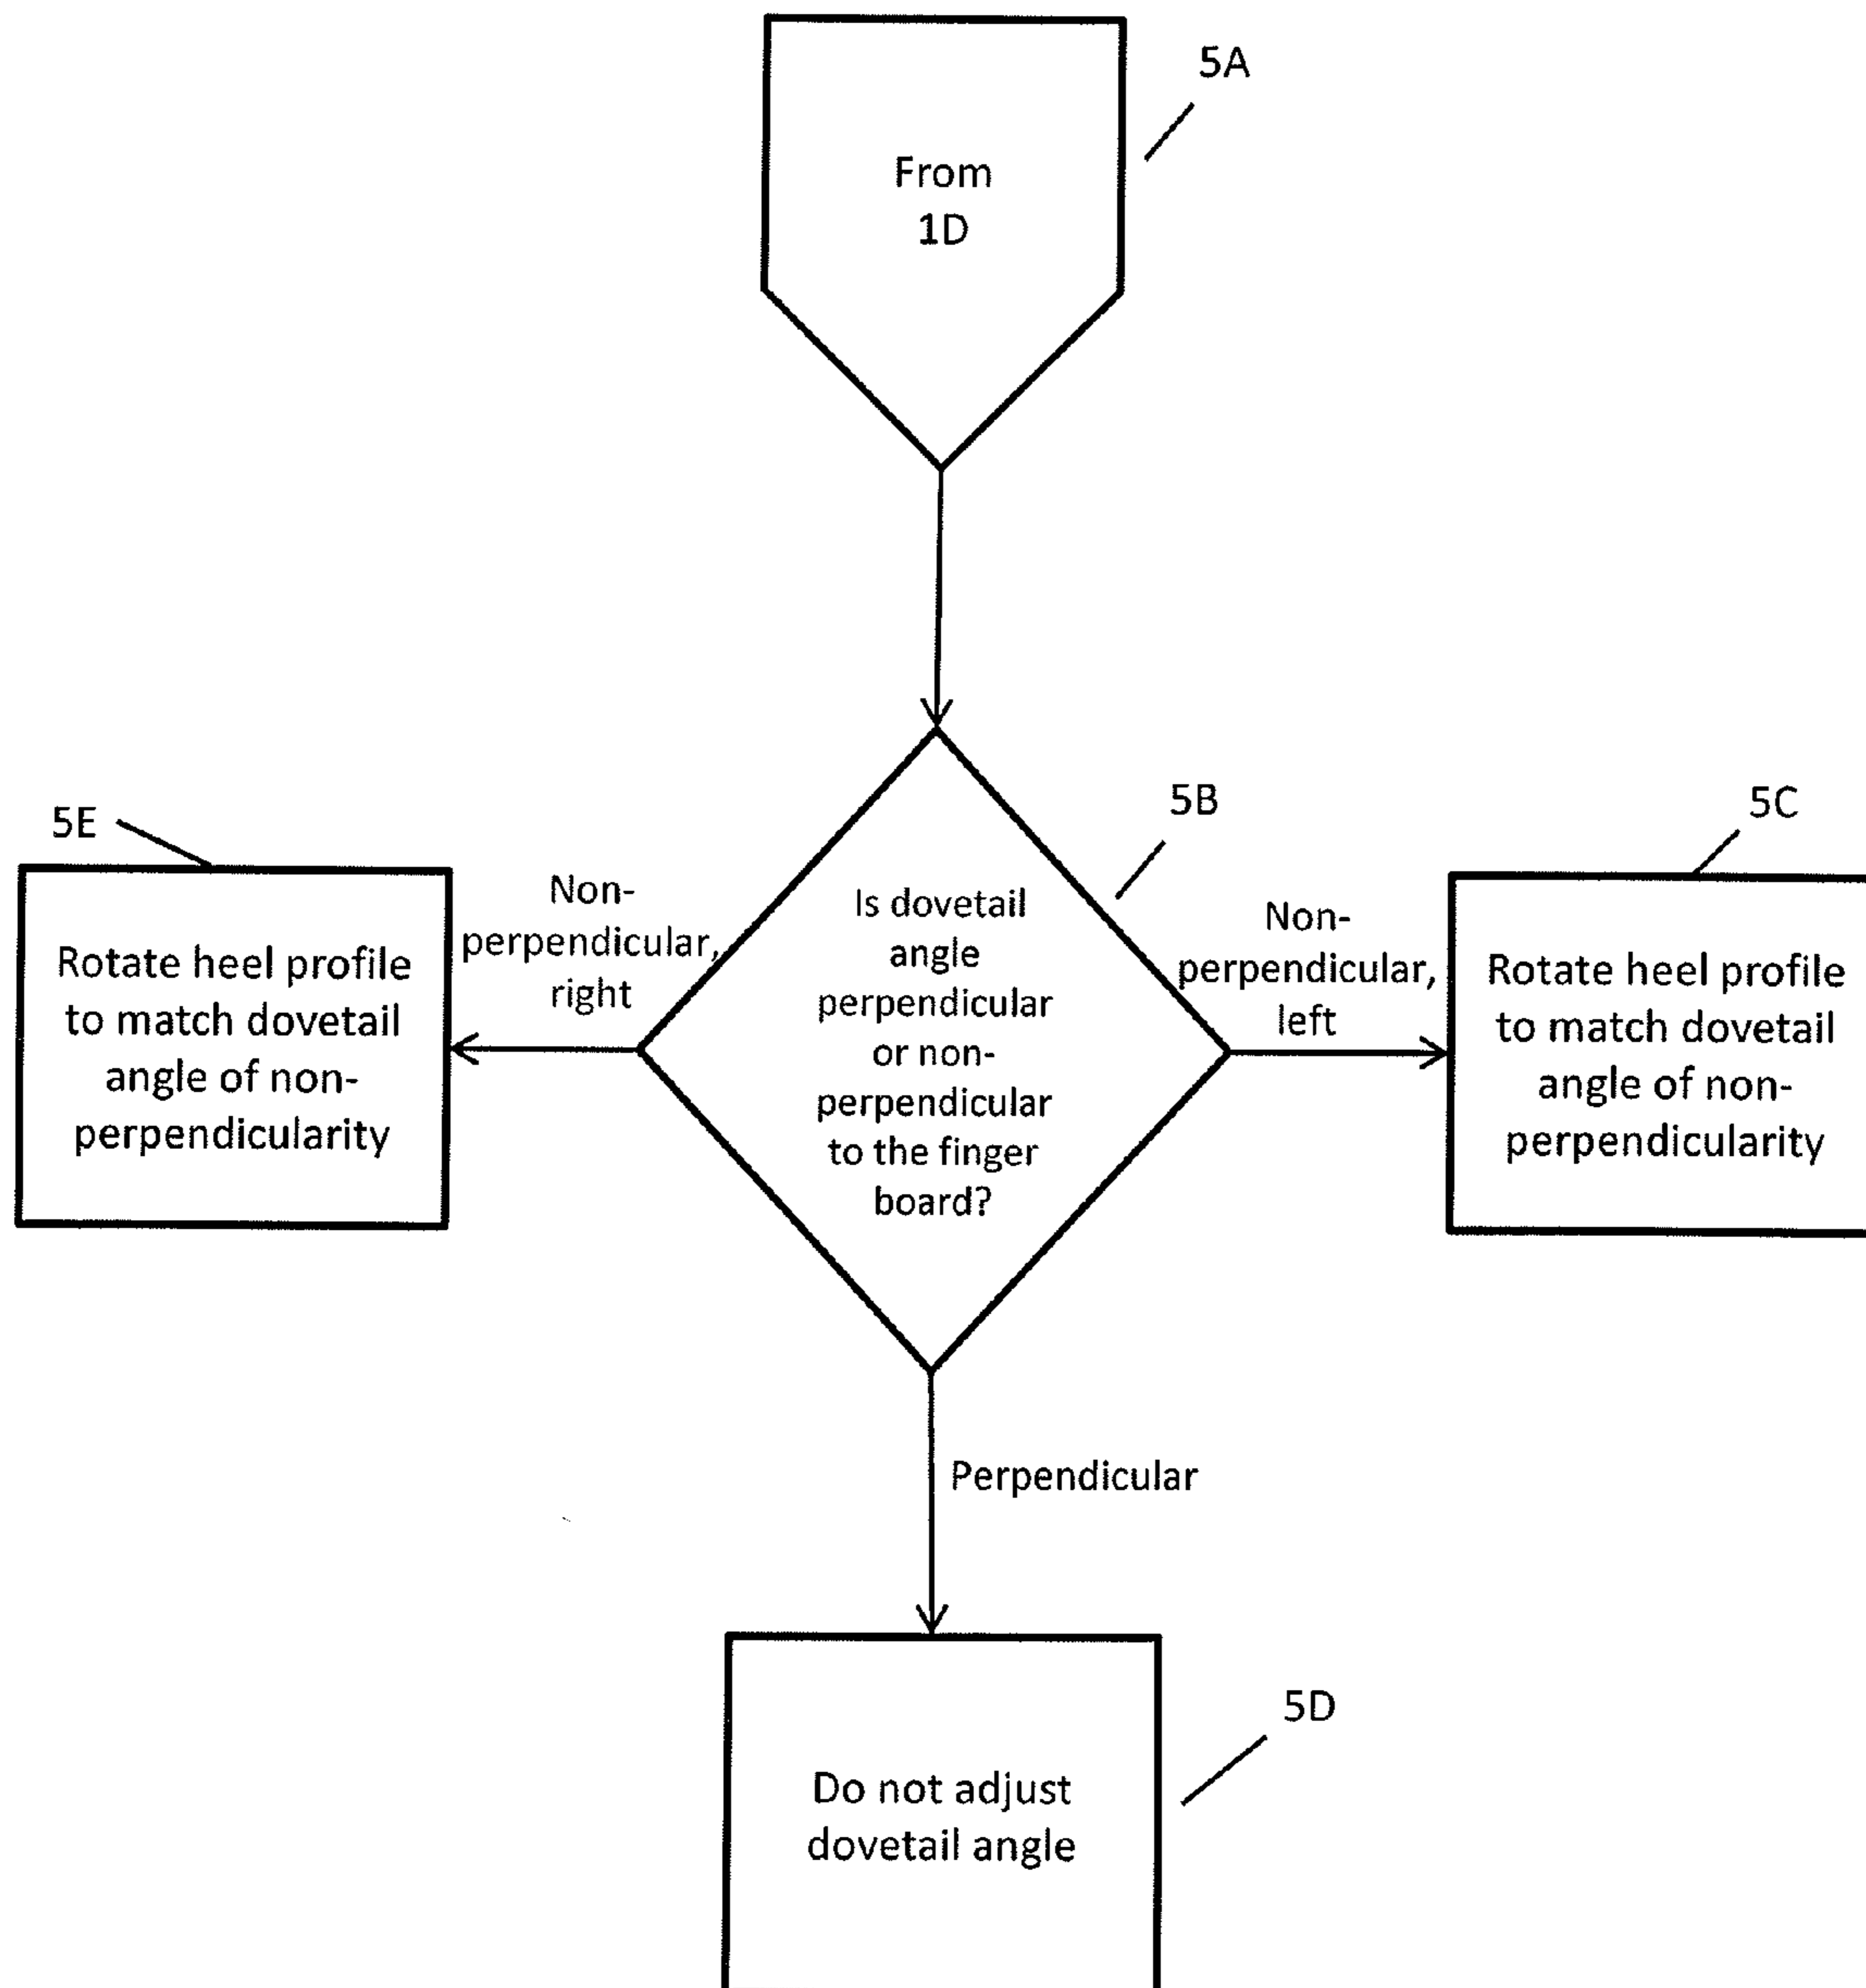 5A
From
1D
5B
5C
5E
Non-
perpendicular,
right
Is dovetail
angle
perpendicular
or non-
perpendicular
to the finger
board?
Non-
perpendicular,
left
Rotate heel profile
to match dovetail
angle of non-
perpendicularity
Rotate heel profile
to match dovetail
angle of non-
perpendicularity
Perpendicular
5D
Do not adjust
dovetail angle